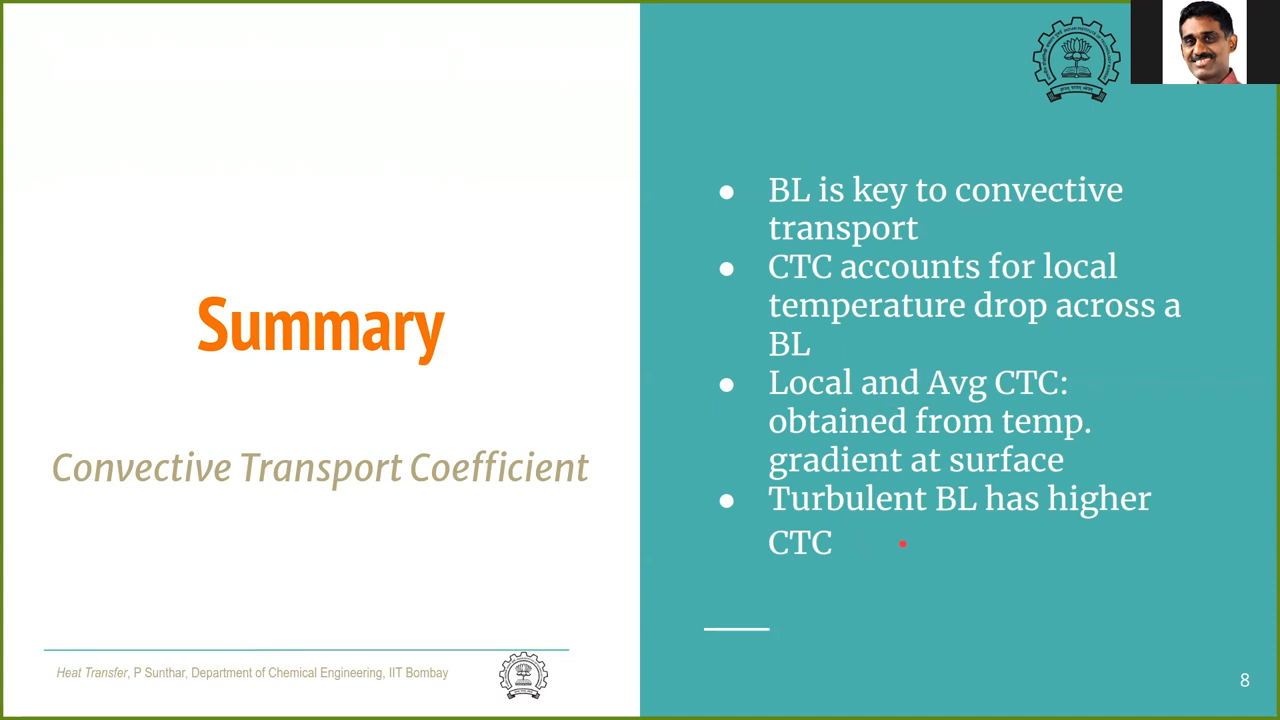 Summary
Convective Transport Coefficient
Heat Transfer, P Sunthar, Department of Chemical Engineering, IIT Bombay
● BL is key to convective
transport
● CTC accounts for local
temperature drop across a
BL
● Local and Avg CTC:
obtained from temp.
gradient at surface
● Turbulent BL has higher
CTC
8